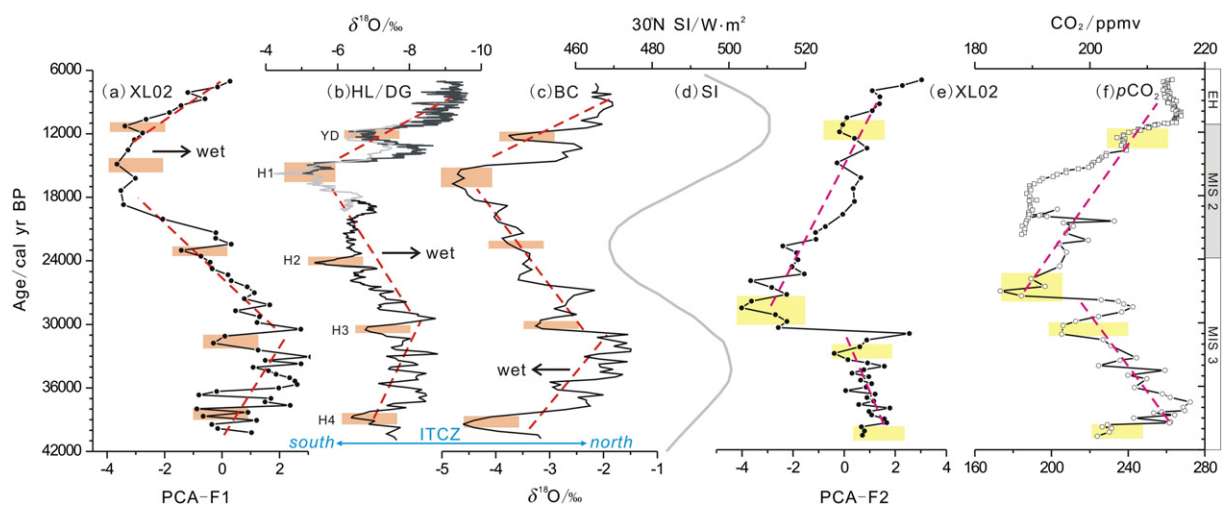 δ¹⁸O/‰
δ¹⁸O/‰
30°N SI/W·m²
CO₂/ppmv
-4 -6 -8 -10
460 480 500 520
200 220
6000
12000
18000
24000
30000
36000
42000
Age/cal yr BP
(a) XL02
(b) HL/DG
(c) BC
(d) SI
(e) XL02
(f) pCO₂
wet
wet
wet
YD
H1
H2
H3
H4
south ITCZ north
EH
MIS 2
MIS 3
-4 -2 0 2
-5 -4 -3 -2 -1
-4 -2 0 2 4
160 200 240 280
PCA-F1
δ¹⁸O/‰
PCA-F2